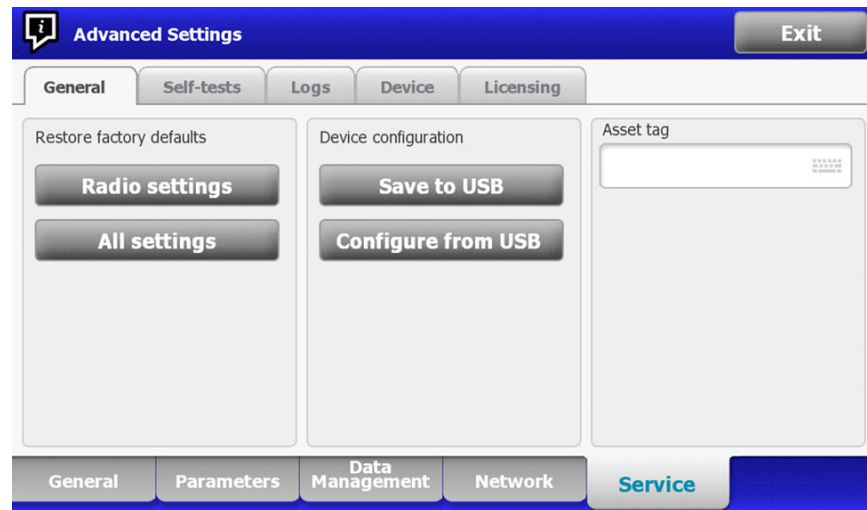 Advanced Settings
Exit
General
Self-tests
Logs
Device
Licensing
Restore factory defaults
Radio settings
All settings
Device configuration
Save to USB
Configure from USB
Asset tag
General
Parameters
Data
Management
Network
Service